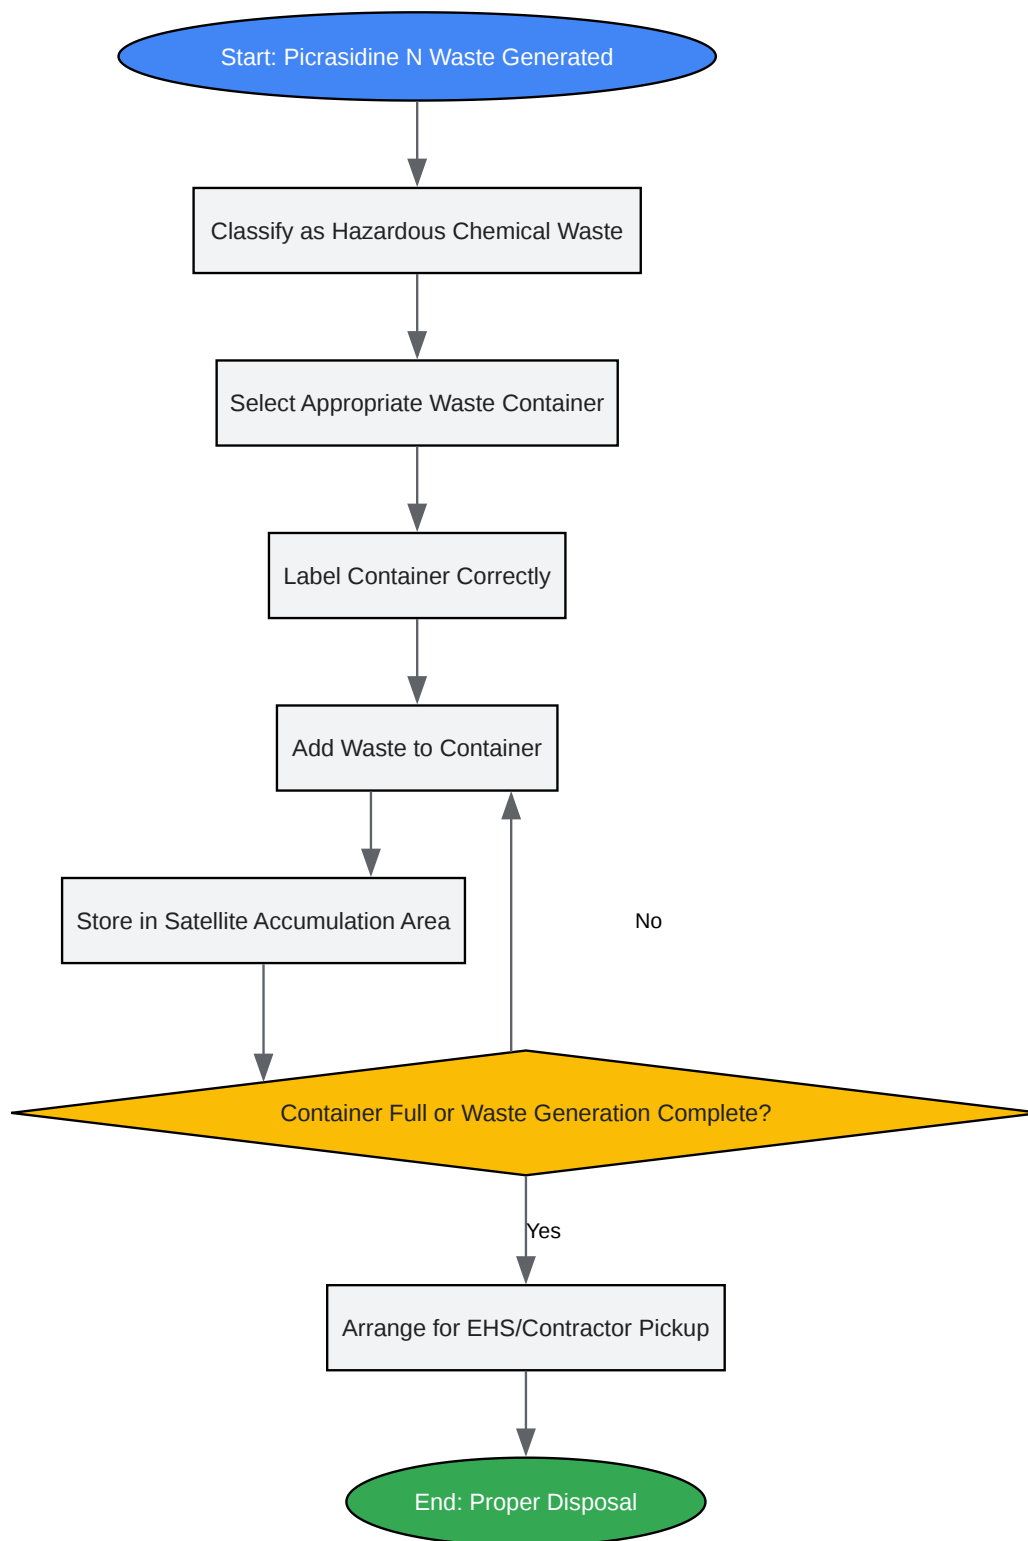 Start: Picrasidine N Waste Generated
Classify as Hazardous Chemical Waste
Select Appropriate Waste Container
Label Container Correctly
Add Waste to Container
Store in Satellite Accumulation Area
No
Container Full or Waste Generation Complete?
Yes
Arrange for EHS/Contractor Pickup
End: Proper Disposal